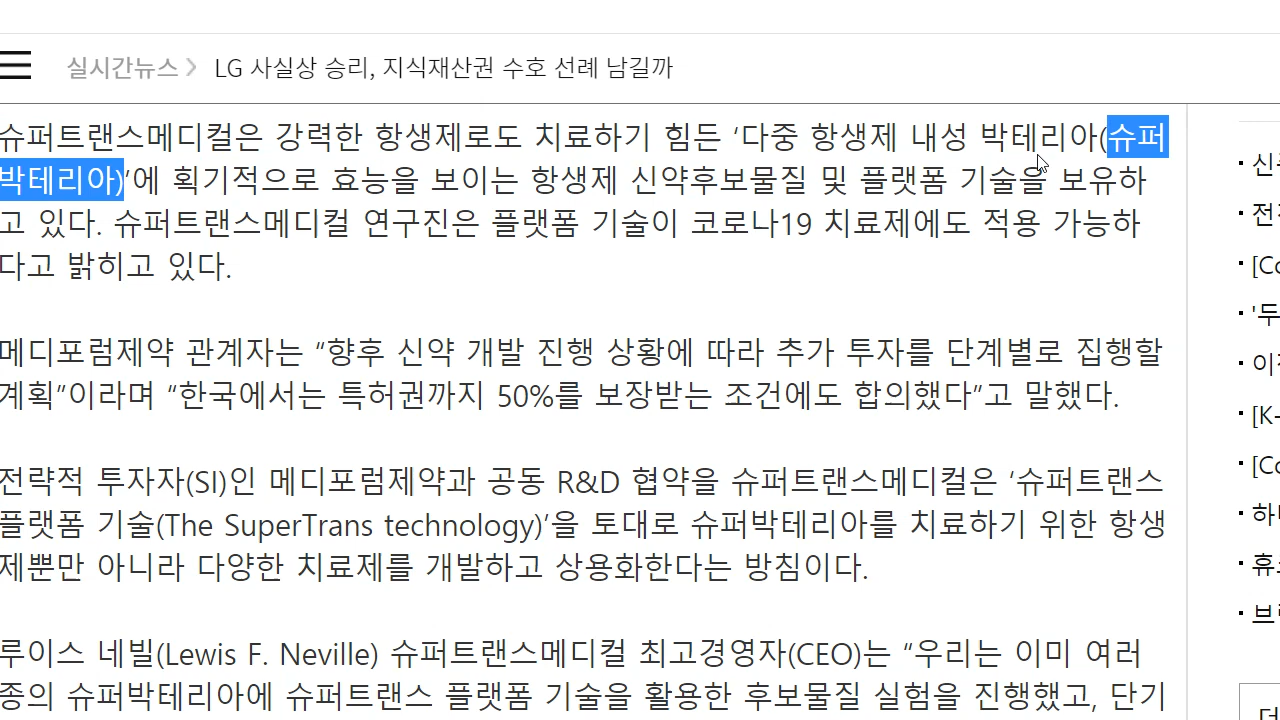 실시간뉴스 > LG 사실상 승리, 지식재산권 수호 선례 남길까
슈퍼트랜스메디컬은 강력한 항생제로도 치료하기 힘든 ‘다중 항생제 내성 박테리아(슈퍼
박테리아)’에 획기적으로 효능을 보이는 항생제 신약후보물질 및 플랫폼 기술을 보유하
고 있다. 슈퍼트랜스메디컬 연구진은 플랫폼 기술이 코로나19 치료제에도 적용 가능하
다고 밝히고 있다.
메디포럼제약 관계자는 “향후 신약 개발 진행 상황에 따라 추가 투자를 단계별로 집행할
계획”이라며 “한국에서는 특허권까지 50%를 보장받는 조건에도 합의했다”고 말했다.
전략적 투자자(SI)인 메디포럼제약과 공동 R&D 협약을 슈퍼트랜스메디컬은 ‘슈퍼트랜스
플랫폼 기술(The SuperTrans technology)’을 토대로 슈퍼박테리아를 치료하기 위한 항생
제뿐만 아니라 다양한 치료제를 개발하고 상용화한다는 방침이다.
루이스 네빌(Lewis F. Neville) 슈퍼트랜스메디컬 최고경영자(CEO)는 “우리는 이미 여러
종의 슈퍼박테리아에 슈퍼트랜스 플랫폼 기술을 활용한 후보물질 실험을 진행했고, 단기